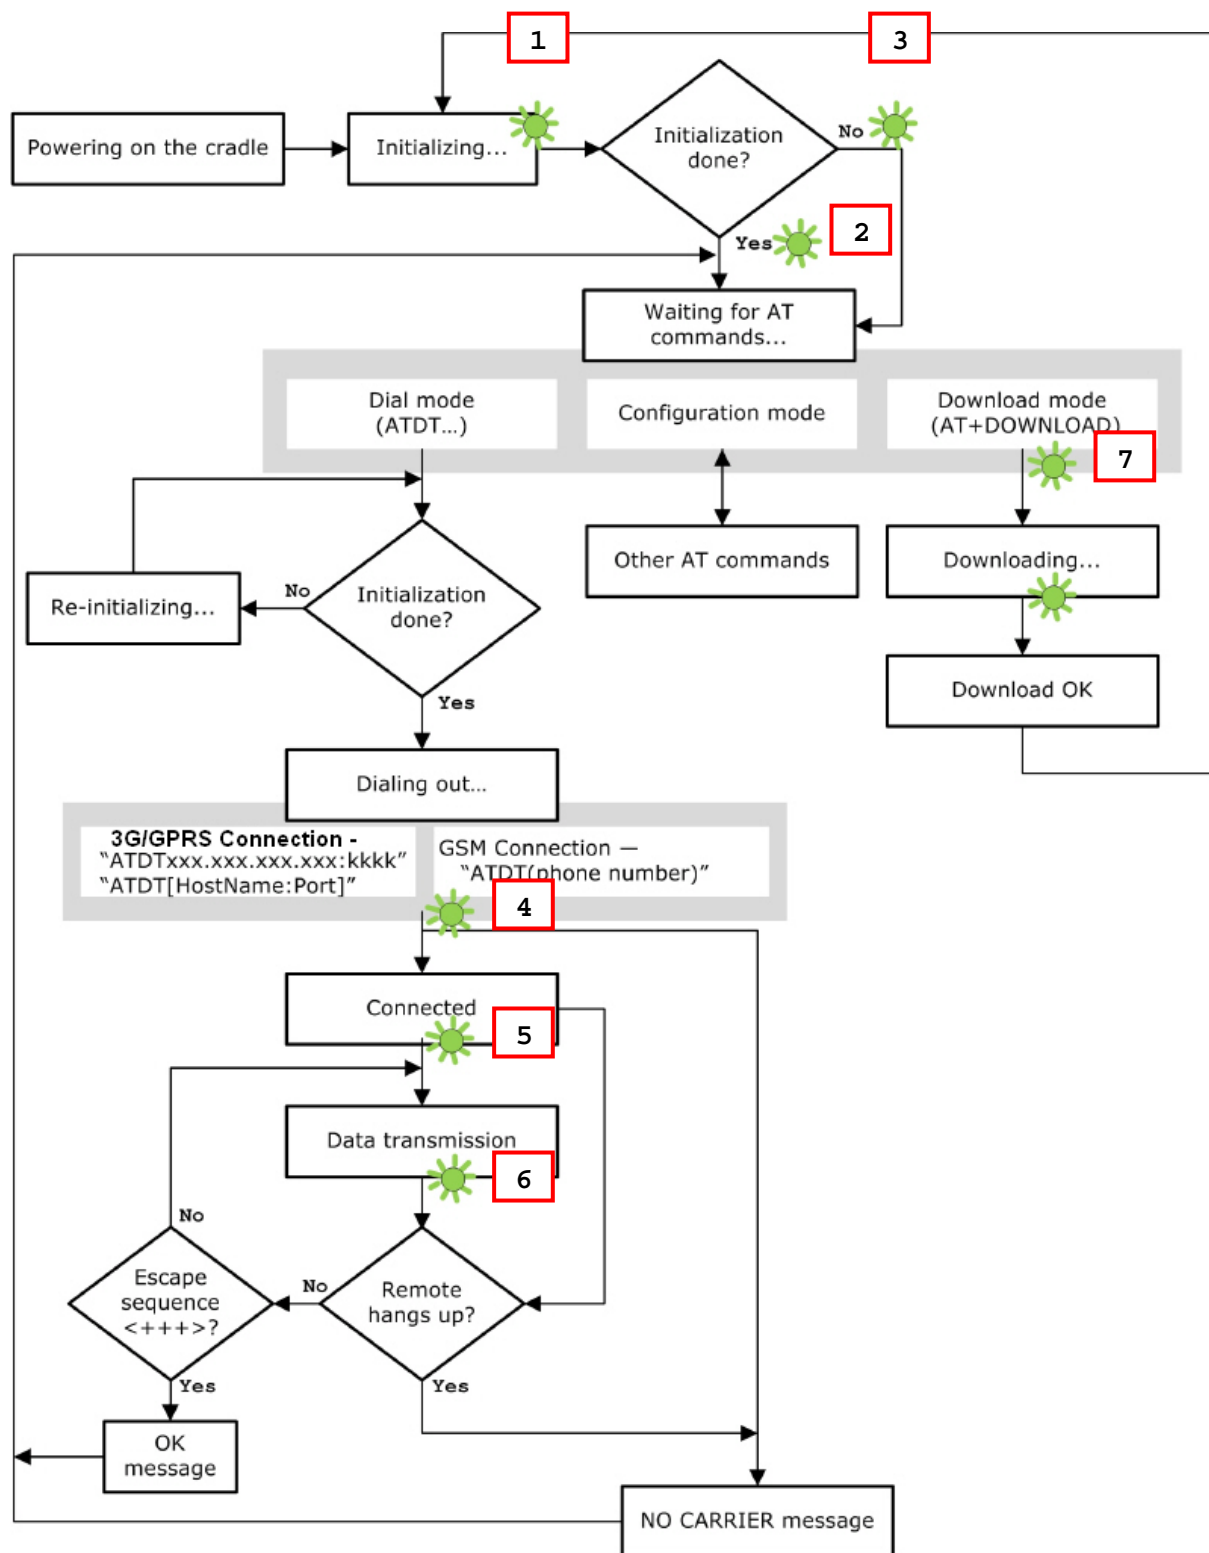 1
3
Powering on the cradle
Initializing...
Initialization
done?
No
Yes
2
Waiting for AT
commands...
Dial mode
(ATDT...)
Configuration mode
Download mode
(AT+DOWNLOAD)
7
Other AT commands
Downloading...
Re-initializing...
No
Initialization
done?
Yes
Download OK
Dialing out...
3G/GPRS Connection -
“ATDTxxx.xxx.xxx.xxx:kkkk”
“ATDT[HostName:Port]”
GSM Connection —
“ATDT(phone number)”
4
Connected
5
Data transmission
6
No
Escape
sequence
<+++>?
No
Remote
hangs up?
Yes
Yes
OK
message
NO CARRIER message